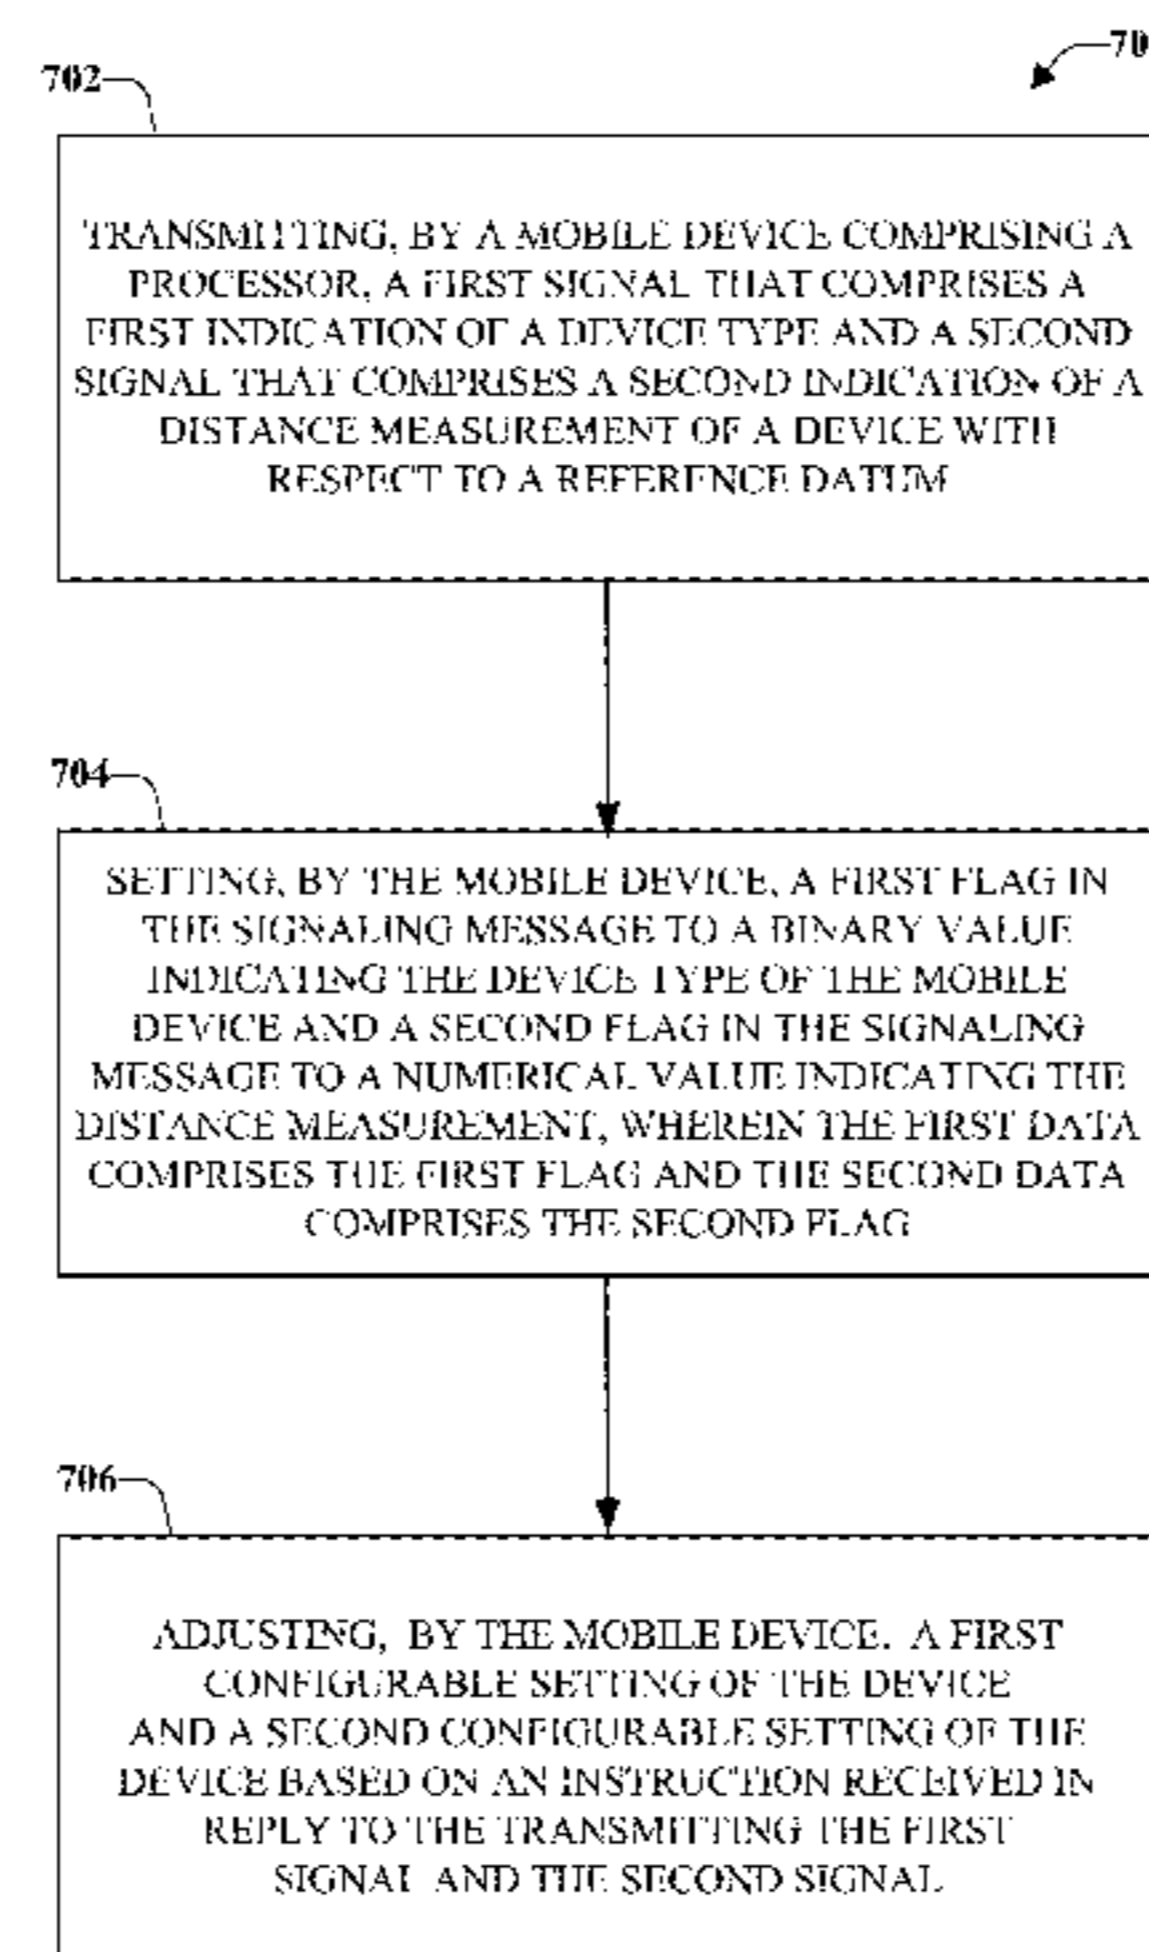 70
702
TRANSMITTING, BY A MOBILE DEVICE COMPRISING A
PROCESSOR, A FIRST SIGNAL THAT COMPRISES A
FIRST INDICATION OF A DEVICE TYPE AND A SECOND
SIGNAL THAT COMPRISES A SECOND INDICATION OF A
DISTANCE MEASUREMENT OF A DEVICE WITH
RESPECT TO A REFERENCE DATUM
704
SETTING, BY THE MOBILE DEVICE, A FIRST FLAG IN
THE SIGNALING MESSAGE TO A BINARY VALUE
INDICATING THE DEVICE TYPE OF THE MOBILE
DEVICE AND A SECOND FLAG IN THE SIGNALING
MESSAGE TO A NUMERICAL VALUE INDICATING THE
DISTANCE MEASUREMENT, WHEREIN THE FIRST DATA
COMPRISES THE FIRST FLAG AND THE SECOND DATA
COMPRISES THE SECOND FLAG
706
ADJUSTING, BY THE MOBILE DEVICE. A FIRST
CONFIGURABLE SETTING OF THE DEVICE
AND A SECOND CONFIGURABLE SETTING OF THE
DEVICE BASED ON AN INSTRUCTION RECEIVED IN
REPLY TO THE TRANSMITTING THE FIRST
SIGNAL AND THE SECOND SIGNAL